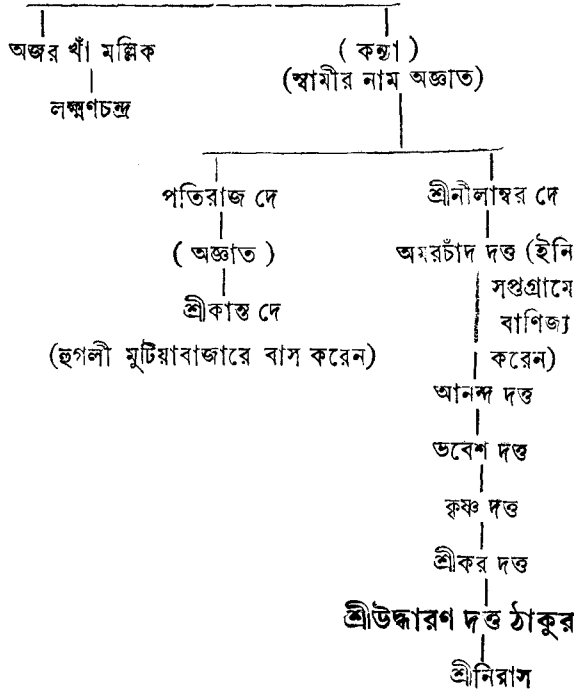 অজর খাঁ মল্লিক
( কন্যা )
(স্বামীর নাম অজ্ঞাত)
লক্ষ্মণচন্দ্র
পতিরাজ দে
শ্রীনীলাম্বর দে
( অজ্ঞাত )
অমরচাঁদ দত্ত (ইনি
সপ্তগ্রামে
বাণিজ্য
করেন)
শ্রীকান্ত দে
(হুগলী মুটিয়াবাজারে বাস করেন)
আনন্দ দত্ত
ভবেশ দত্ত
কৃষ্ণ দত্ত
শ্রীকর দত্ত
শ্রীউদ্ধারণ দত্ত ঠাকুর
শ্রীনিবাস